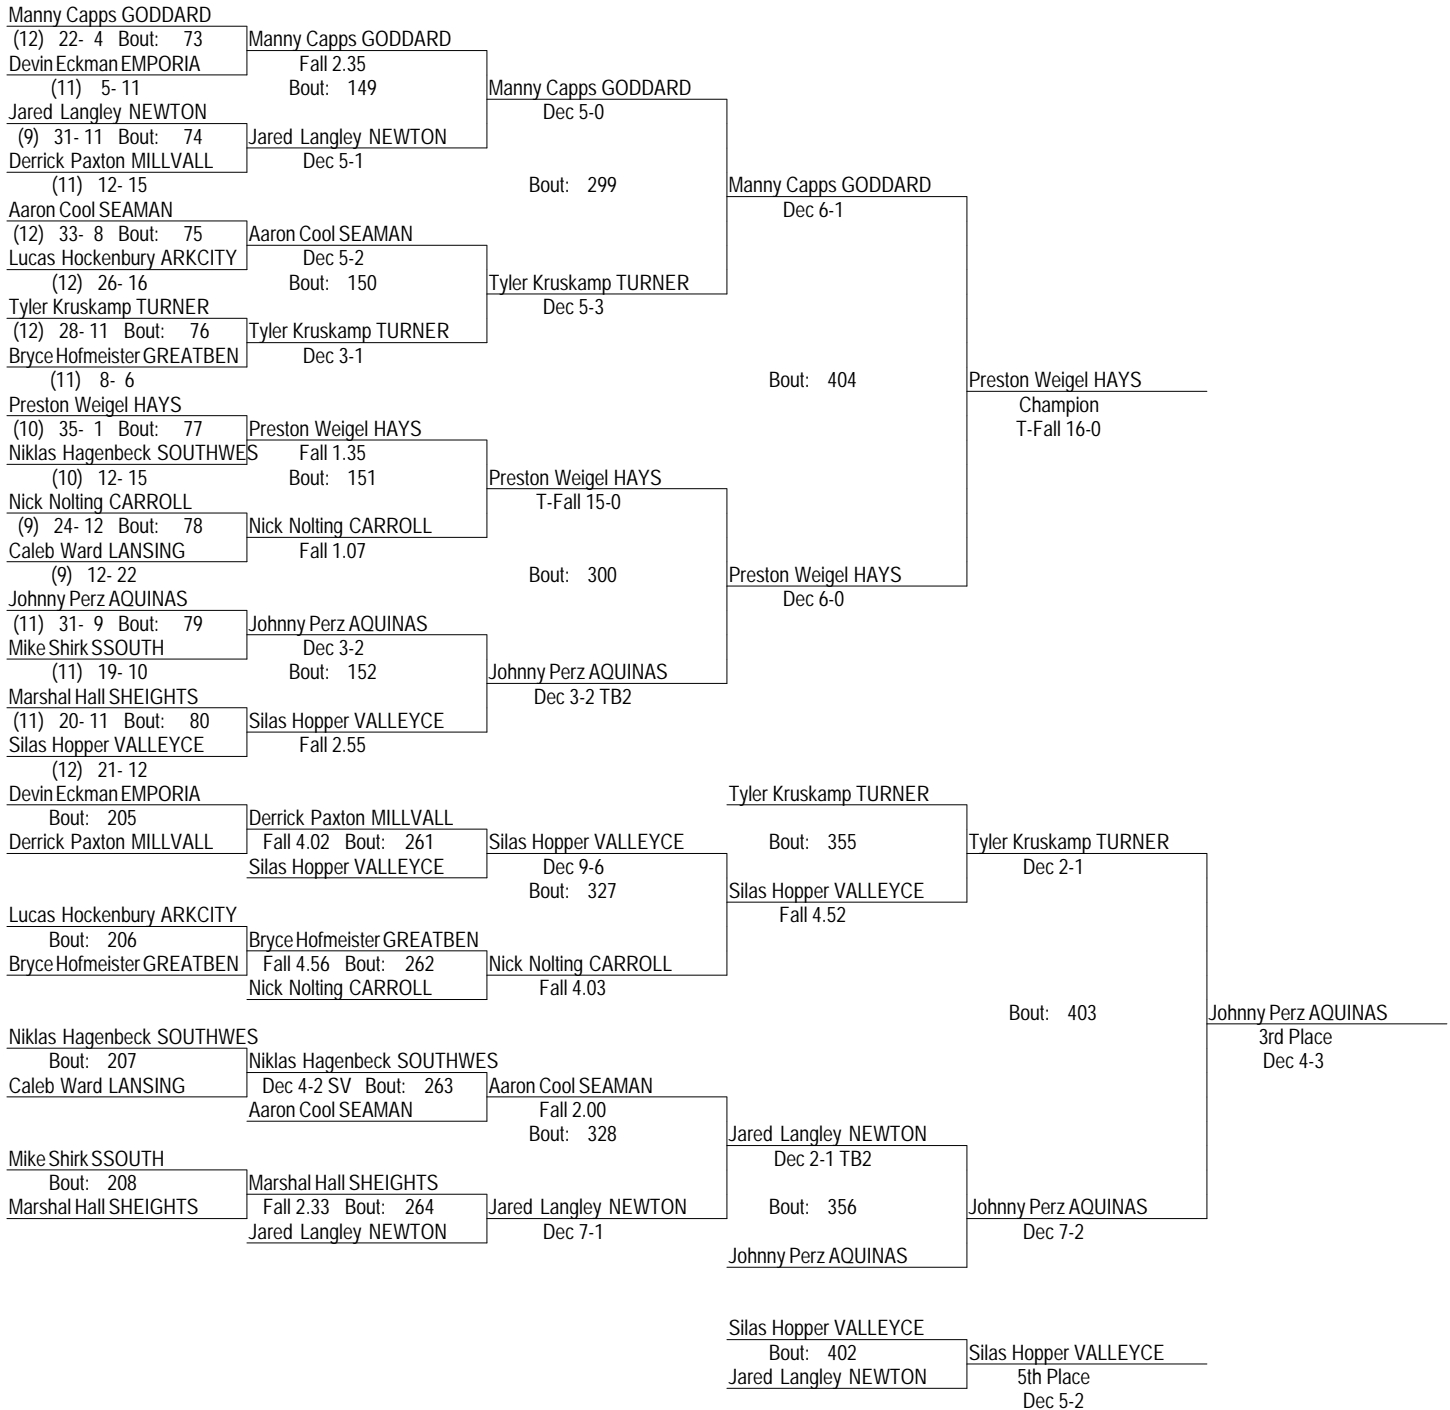 Manny Capps GODDARD
(12) 22- 4 Bout: 73 Manny Capps GODDARD
Devin Eckman EMPORIA Fall 2.35
(11) 5- 11 Bout: 149 Manny Capps GODDARD
Jared Langley NEWTON Dec 5-0
(9) 31- 11 Bout: 74 Jared Langley NEWTON
Derrick Paxton MILLVALL Dec 5-1
(11) 12- 15 Bout: 299 Manny Capps GODDARD
Aaron Cool SEAMAN Dec 6-1
(12) 33- 8 Bout: 75 Aaron Cool SEAMAN
Lucas Hockenbury ARKCITY Dec 5-2
(12) 26- 16 Bout: 150 Tyler Kruskamp TURNER
Tyler Kruskamp TURNER Dec 5-3
(12) 28- 11 Bout: 76 Tyler Kruskamp TURNER
Bryce Hofmeister GREATBEN Dec 3-1
(11) 8- 6 Bout: 404 Preston Weigel HAYS
Preston Weigel HAYS Champion
(10) 35- 1 Bout: 77 Preston Weigel HAYS T-Fall 16-0
Niklas Hagenbeck SOUTHWES Fall 1.35
(10) 12- 15 Bout: 151 Preston Weigel HAYS
Nick Nolting CARROLL T-Fall 15-0
(9) 24- 12 Bout: 78 Nick Nolting CARROLL
Caleb Ward LANSING Fall 1.07
(9) 12- 22 Bout: 300 Preston Weigel HAYS
Johnny Perz AQUINAS Dec 6-0
(11) 31- 9 Bout: 79 Johnny Perz AQUINAS
Mike Shirk SSOUTH Dec 3-2
(11) 19- 10 Bout: 152 Johnny Perz AQUINAS
Marshal Hall SHEIGHTS Dec 3-2 TB2
(11) 20- 11 Bout: 80 Silas Hopper VALLEYCE
Silas Hopper VALLEYCE Fall 2.55
(12) 21- 12
Devin Eckman EMPORIA Tyler Kruskamp TURNER
Bout: 205 Derrick Paxton MILLVALL
Derrick Paxton MILLVALL Fall 4.02 Bout: 261 Silas Hopper VALLEYCE Bout: 355 Tyler Kruskamp TURNER
Silas Hopper VALLEYCE Dec 9-6 Dec 2-1
Bout: 327 Silas Hopper VALLEYCE
Lucas Hockenbury ARKCITY Fall 4.52
Bout: 206 Bryce Hofmeister GREATBEN
Bryce Hofmeister GREATBEN Fall 4.56 Bout: 262 Nick Nolting CARROLL
Nick Nolting CARROLL Fall 4.03
Bout: 403 Johnny Perz AQUINAS
Niklas Hagenbeck SOUTHWES 3rd Place
Bout: 207 Niklas Hagenbeck SOUTHWES Dec 4-3
Caleb Ward LANSING Dec 4-2 SV Bout: 263 Aaron Cool SEAMAN
Aaron Cool SEAMAN Fall 2.00
Bout: 328 Jared Langley NEWTON
Mike Shirk SSOUTH Dec 2-1 TB2
Bout: 208 Marshal Hall SHEIGHTS
Marshal Hall SHEIGHTS Fall 2.33 Bout: 264 Jared Langley NEWTON Bout: 356 Johnny Perz AQUINAS
Jared Langley NEWTON Dec 7-1 Dec 7-2
Johnny Perz AQUINAS
Silas Hopper VALLEYCE
Bout: 402 Silas Hopper VALLEYCE
Jared Langley NEWTON 5th Place
Dec 5-2